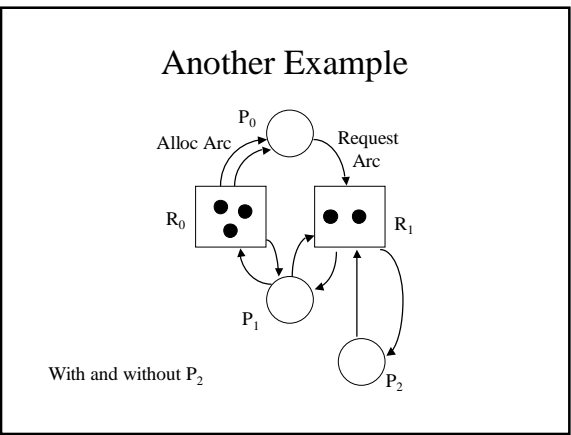 Another Example
P₀
Alloc Arc
Request
Arc
R₀
R₁
P₁
P₂
With and without P₂